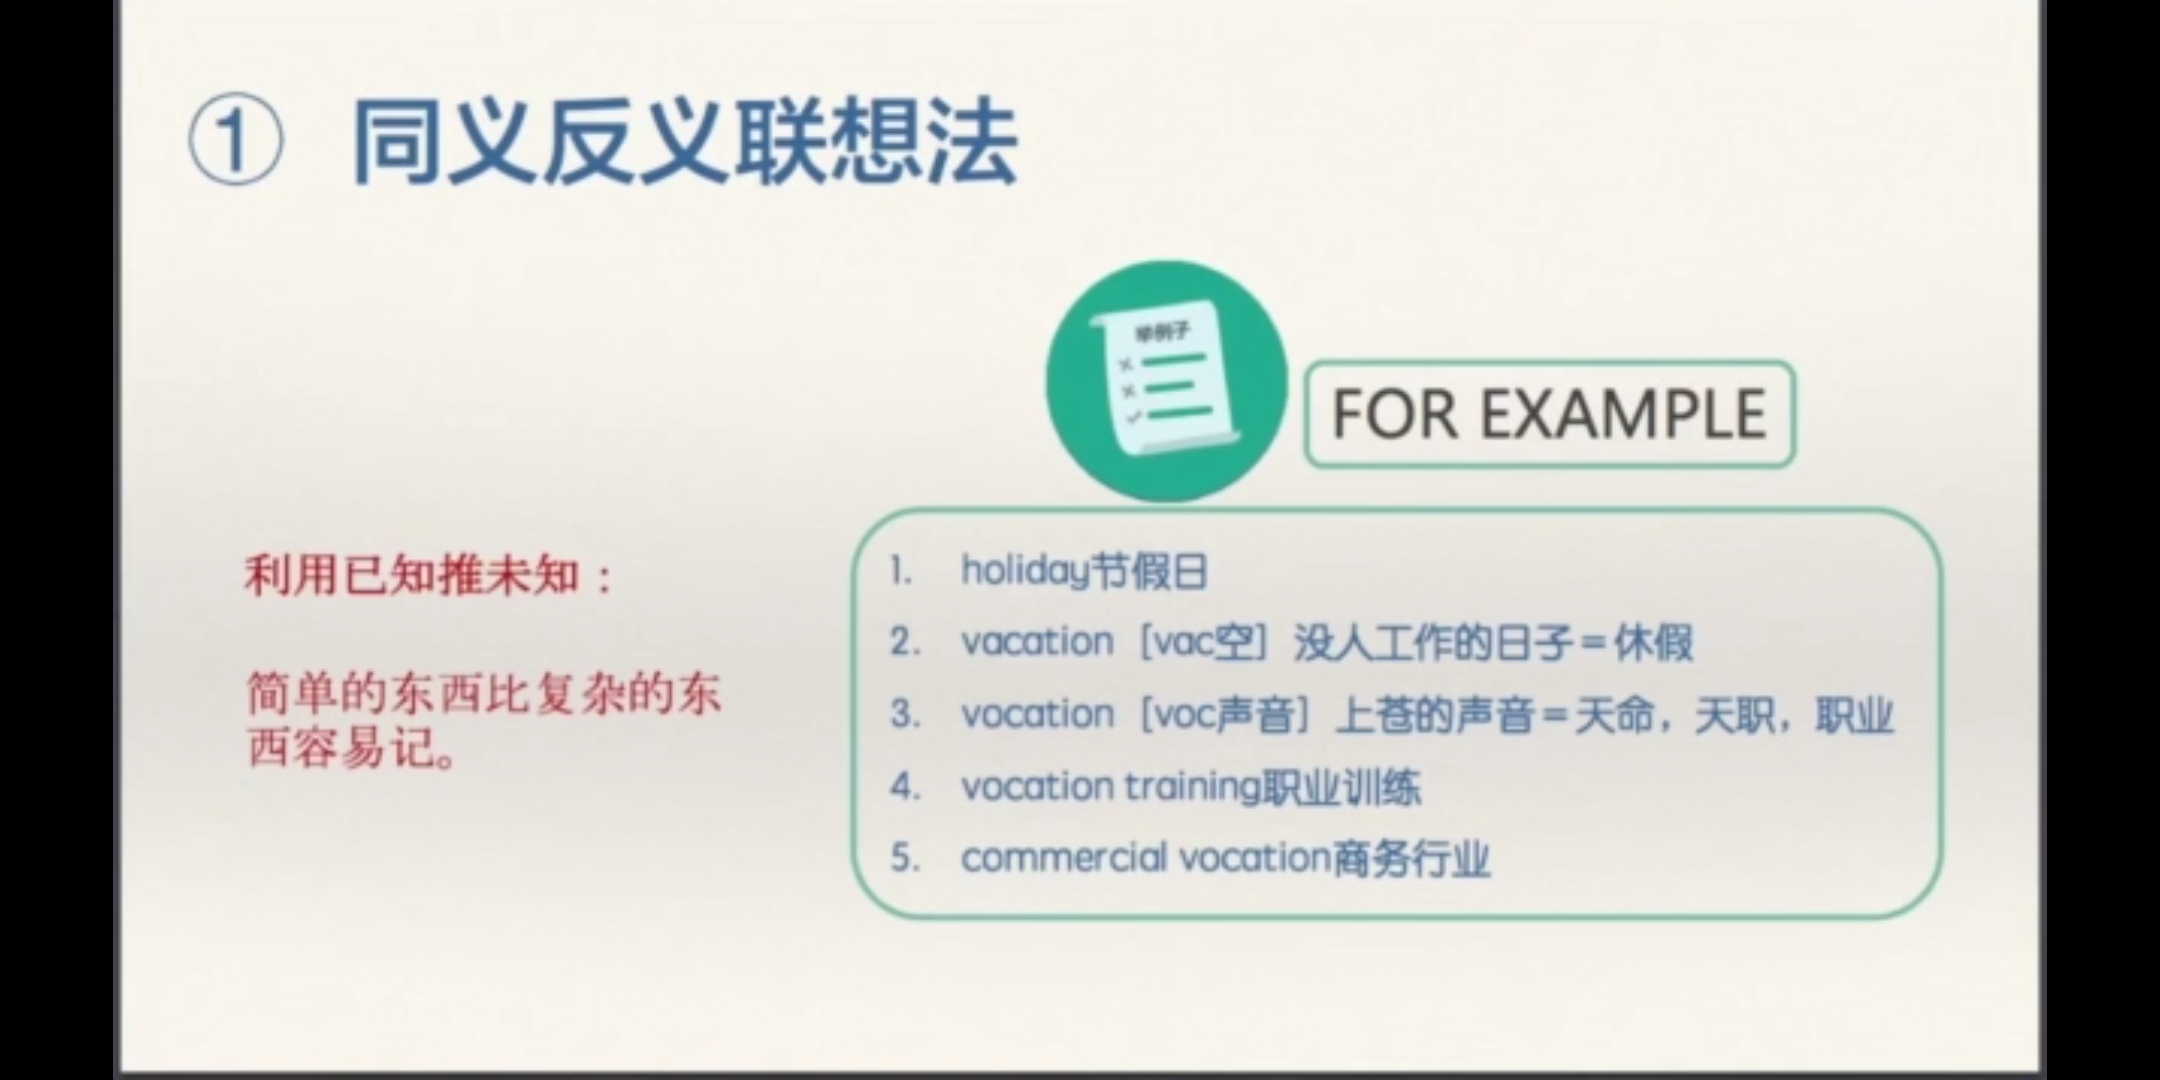 ① 同义反义联想法
举例子
FOR EXAMPLE
利用已知推未知：
简单的东西比复杂的东
西容易记。
1. holiday节假日
2. vacation [vac空] 没人工作的日子=休假
3. vocation [voc声音] 上苍的声音=天命，天职，职业
4. vocation training职业训练
5. commercial vocation商务行业